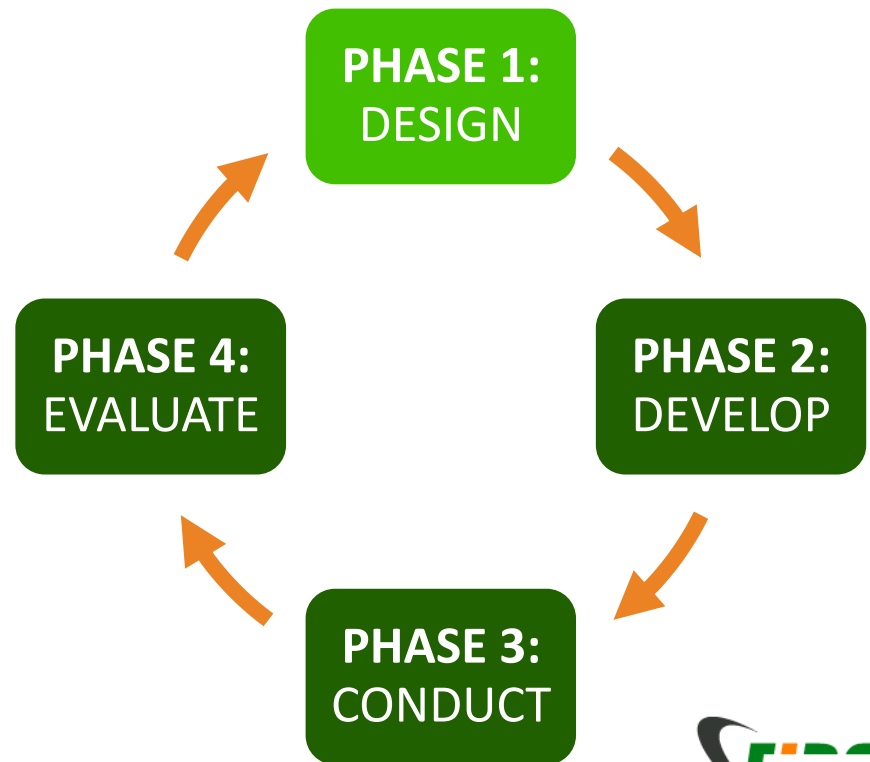 PHASE 1:
DESIGN
PHASE 2:
DEVELOP
PHASE 3:
CONDUCT
PHASE 4:
EVALUATE